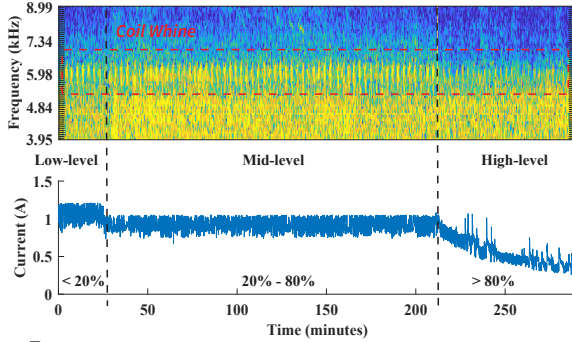 8.99
7.34
5.98
4.84
3.95
Frequency (kHz)
Coil Whine
Low-level
Mid-level
High-level
1.5
1
0.5
0
Current (A)
< 20%
20% - 80%
> 80%
0
50
100
150
200
250
Time (minutes)